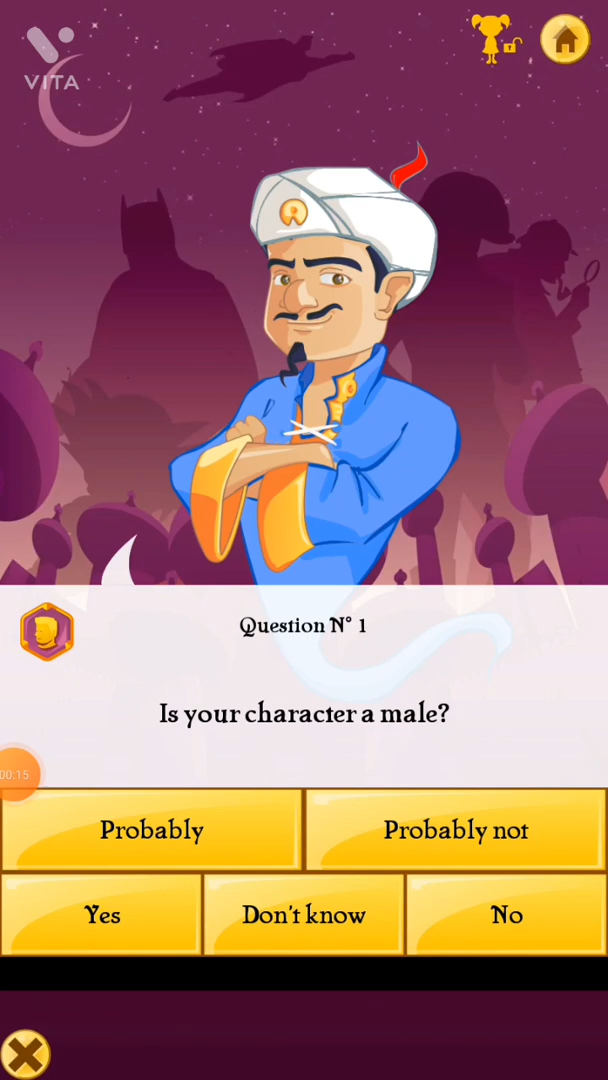 VITA
Question N° 1
Is your character a male?
00:15
Probably
Probably not
Yes
Don't know
No